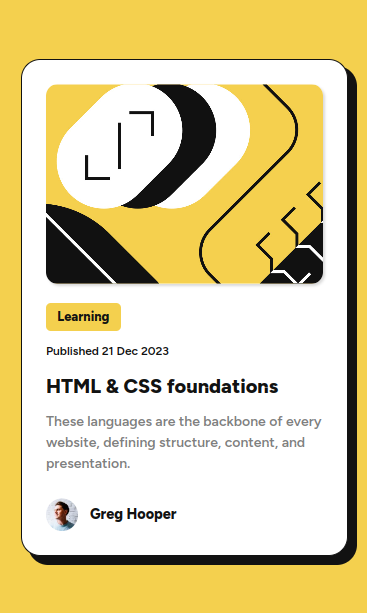 Learning
Published 21 Dec 2023
HTML & CSS foundations
These languages are the backbone of every
website, defining structure, content, and
presentation.
Greg Hooper